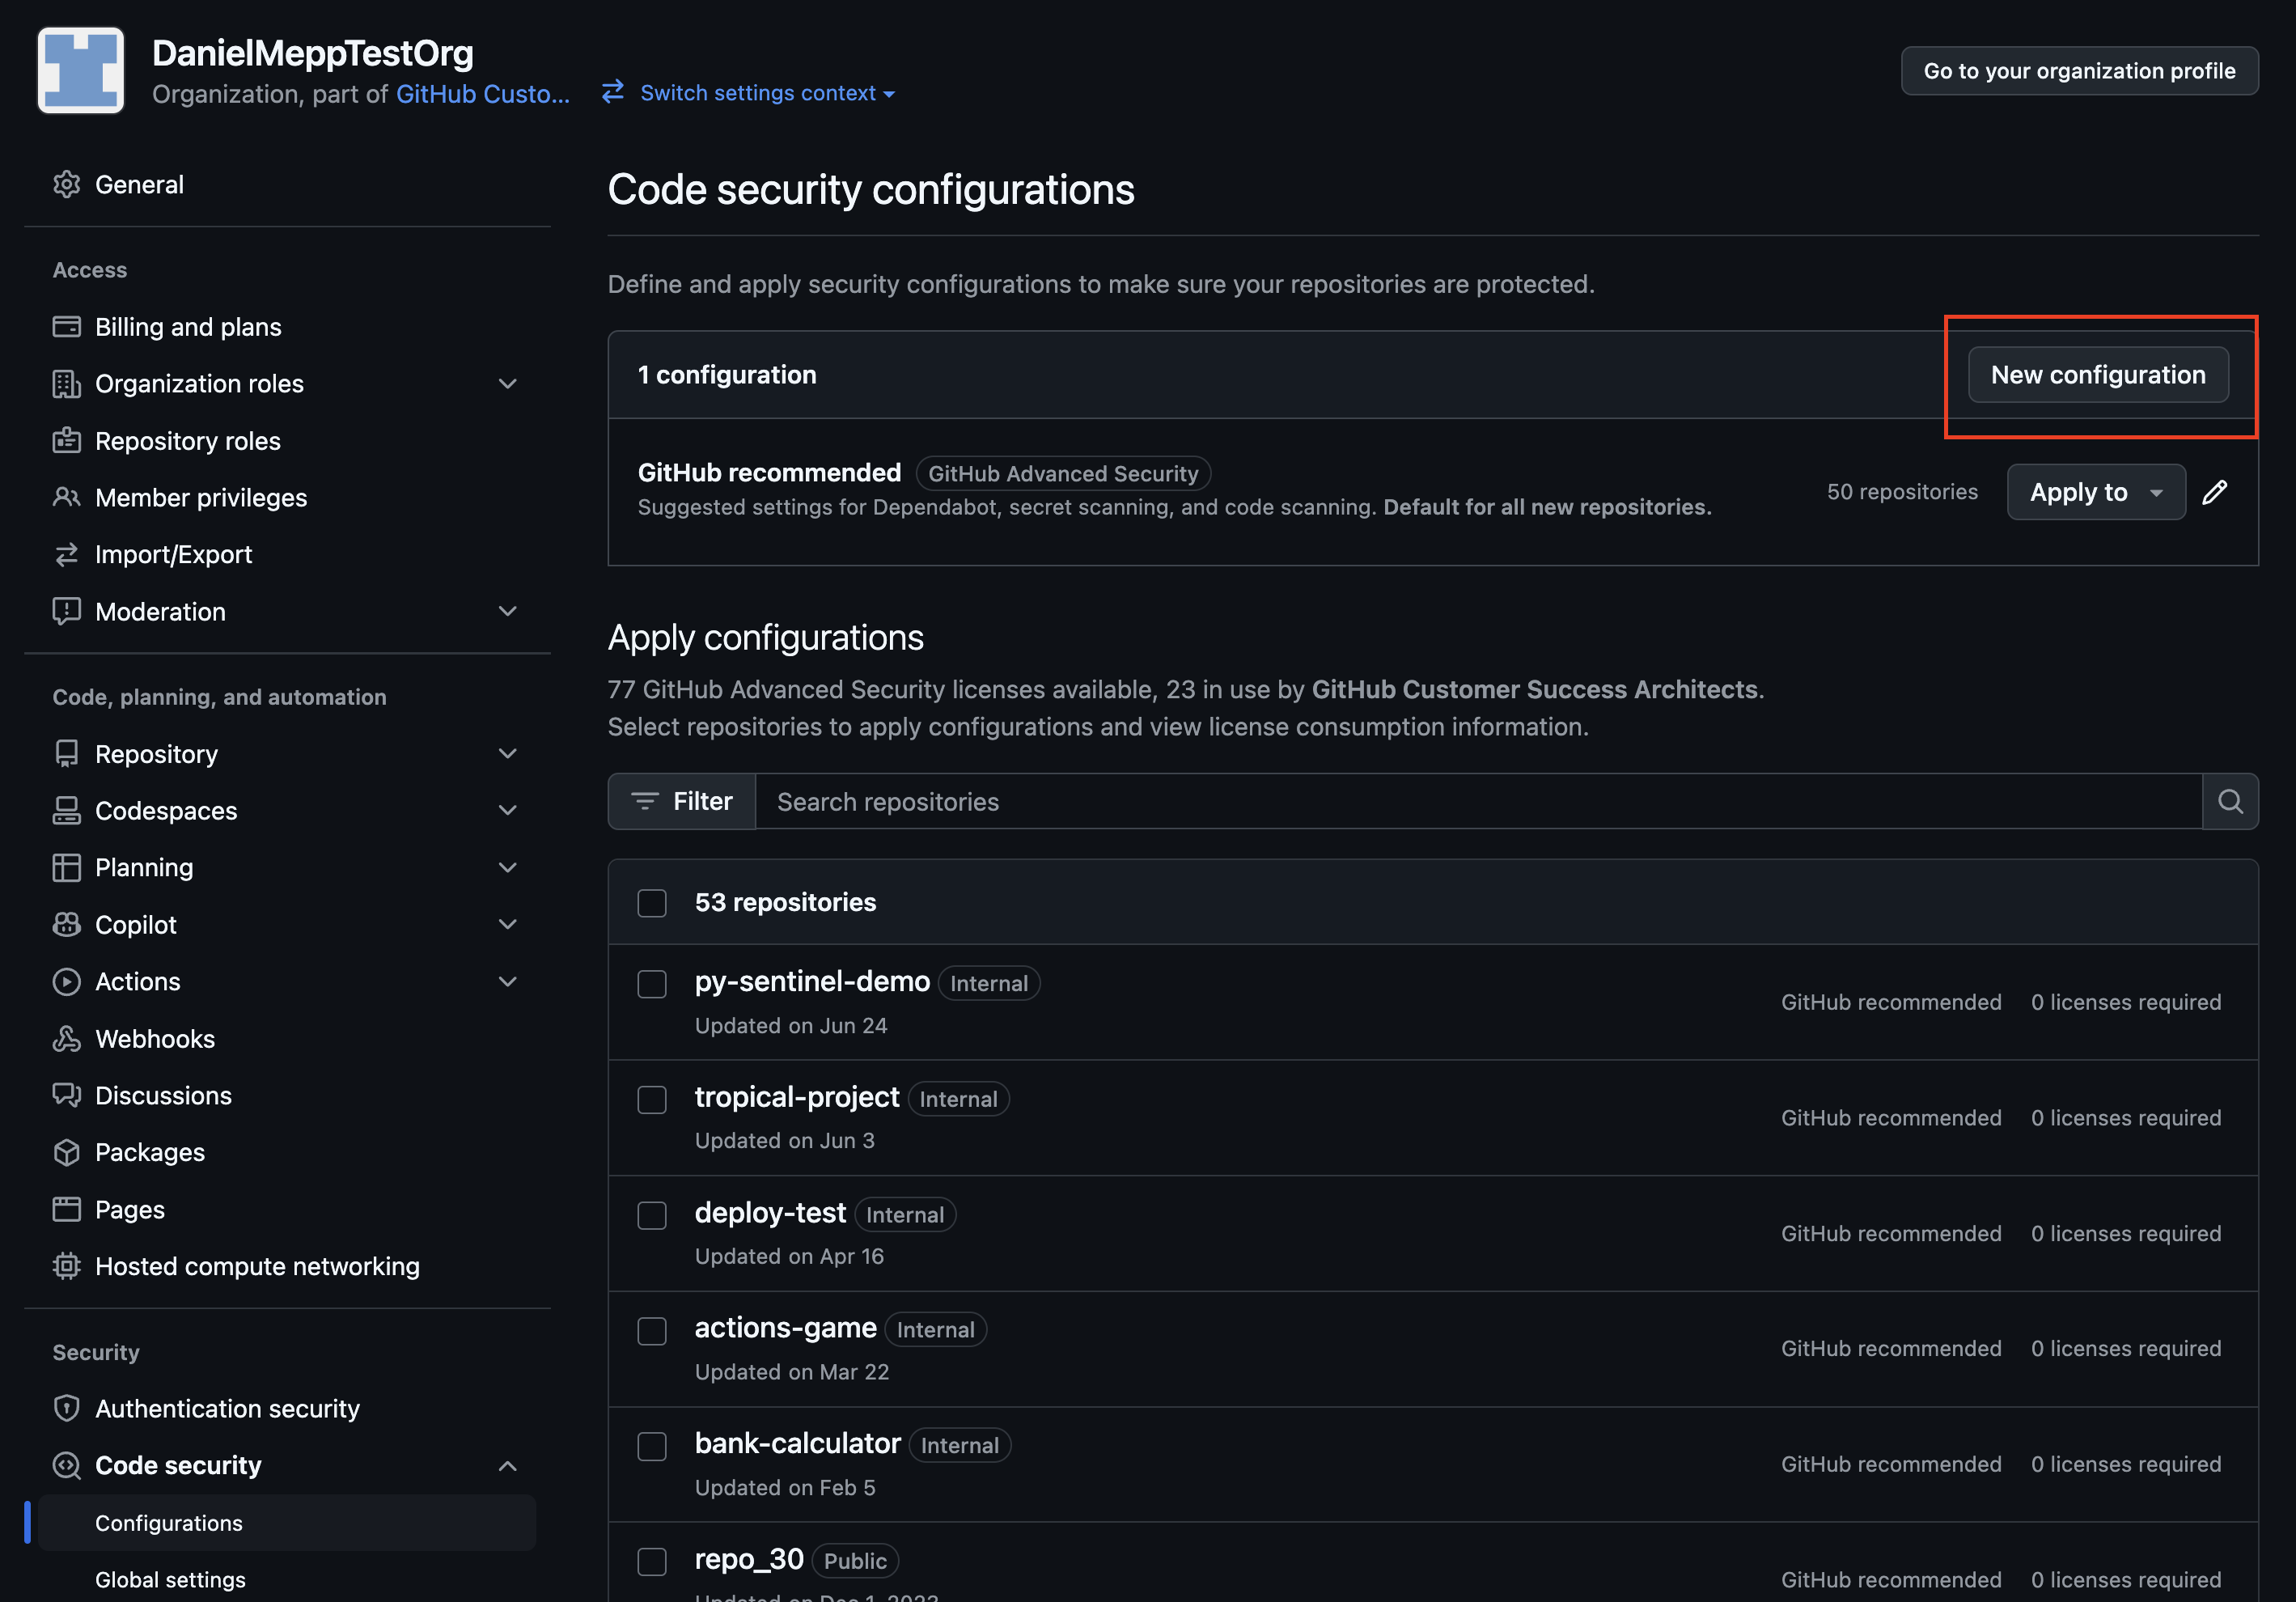 DanielMeppTestOrg
Organization, part of GitHub Custo...
Switch settings context
Go to your organization profile
General
Access
Billing and plans
Organization roles
Repository roles
Member privileges
Import/Export
Moderation
Code, planning, and automation
Repository
Codespaces
Planning
Copilot
Actions
Webhooks
Discussions
Packages
Pages
Hosted compute networking
Security
Authentication security
Code security
Configurations
Global settings
Code security configurations
Define and apply security configurations to make sure your repositories are protected.
1 configuration
New configuration
GitHub recommended GitHub Advanced Security
Suggested settings for Dependabot, secret scanning, and code scanning. Default for all new repositories.
50 repositories
Apply to
Apply configurations
77 GitHub Advanced Security licenses available, 23 in use by GitHub Customer Success Architects.
Select repositories to apply configurations and view license consumption information.
Filter
Search repositories
53 repositories
py-sentinel-demo Internal
Updated on Jun 24
GitHub recommended 0 licenses required
tropical-project Internal
Updated on Jun 3
GitHub recommended 0 licenses required
deploy-test Internal
Updated on Apr 16
GitHub recommended 0 licenses required
actions-game Internal
Updated on Mar 22
GitHub recommended 0 licenses required
bank-calculator Internal
Updated on Feb 5
GitHub recommended 0 licenses required
repo_30 Public
Updated on Dec 1, 2023
GitHub recommended 0 licenses required